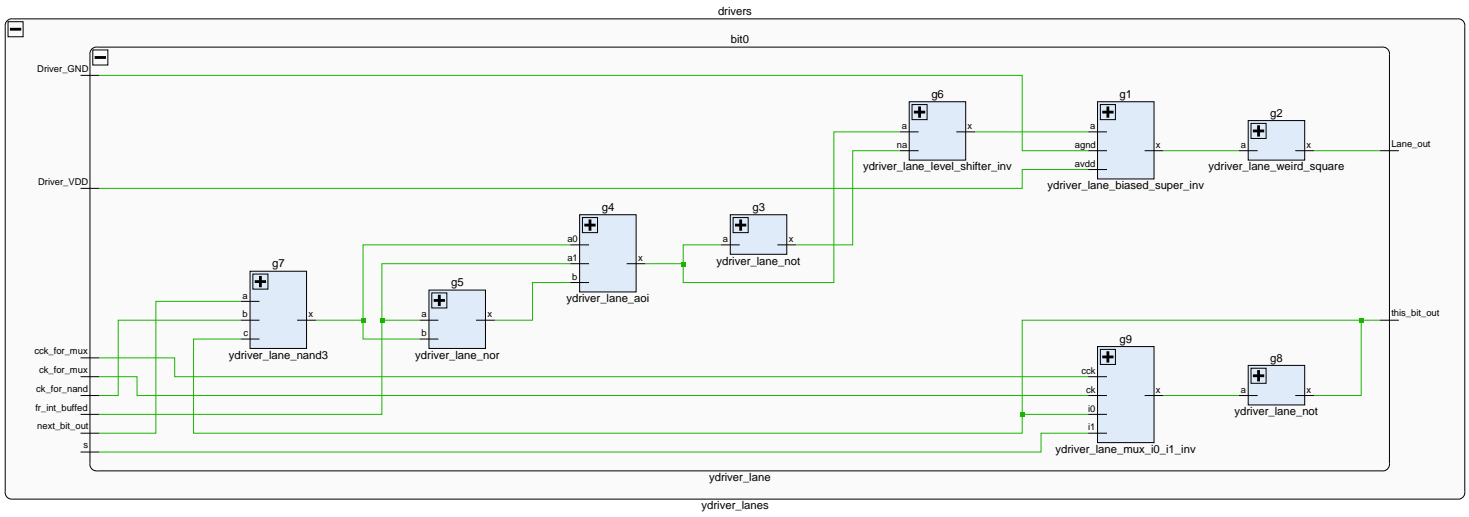 drivers
bit0
Driver_GND
g6
a
x
na
ydriver_lane_level_shifter_inv
g1
a
agnd
x
avdd
ydriver_lane_biased_super_inv
g2
a
x
ydriver_lane_weird_square
Lane_out
Driver_VDD
g4
a0
a1
x
b
ydriver_lane_aoi
g3
a
x
ydriver_lane_not
g7
a
b
x
c
ydriver_lane_nand3
g5
a
x
b
ydriver_lane_nor
this_bit_out
cck_for_mux
ck_for_mux
ck_for_nand
fr_int_buffed
next_bit_out
s
g9
cck
ck
x
i0
i1
ydriver_lane_mux_i0_i1_inv
g8
a
x
ydriver_lane_not
ydriver_lane
ydriver_lanes